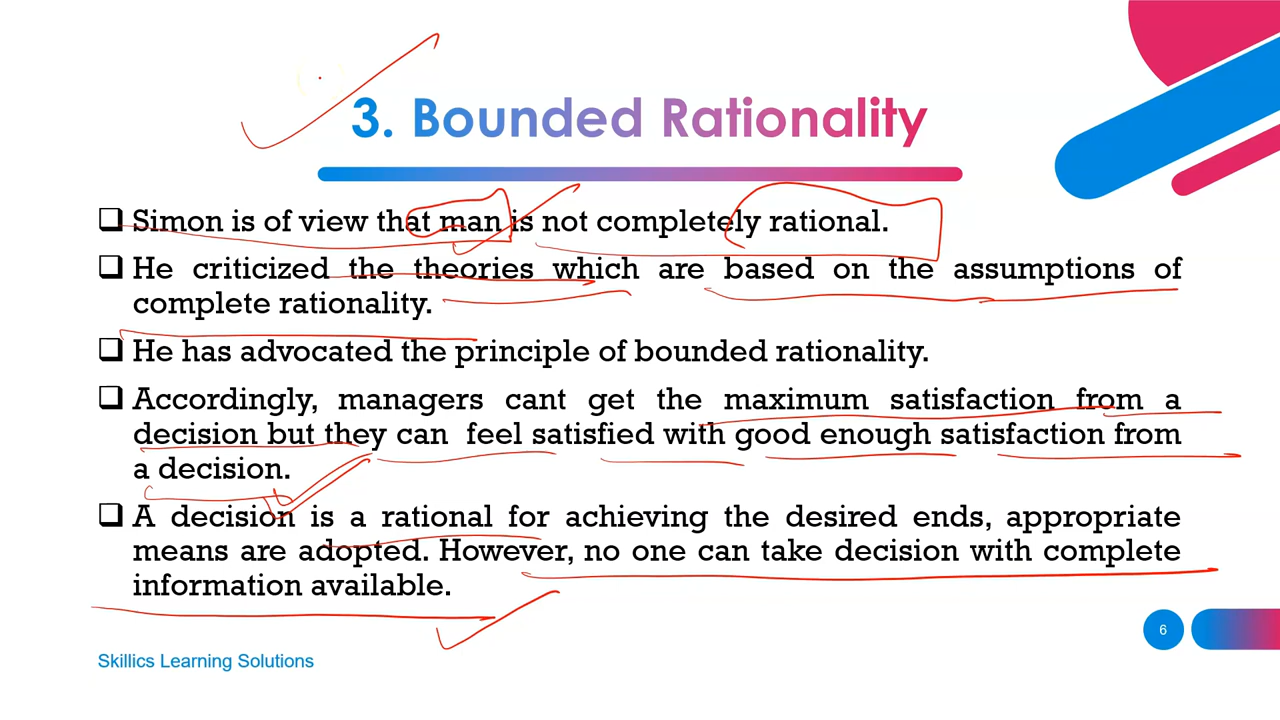 3. Bounded Rationality
❑ Simon is of view that man is not completely rational.
❑ He criticized the theories which are based on the assumptions of
complete rationality.
❑ He has advocated the principle of bounded rationality.
❑ Accordingly, managers cant get the maximum satisfaction from a
decision but they can feel satisfied with good enough satisfaction from
a decision.
❑ A decision is a rational for achieving the desired ends, appropriate
means are adopted. However, no one can take decision with complete
information available.
6
Skillics Learning Solutions